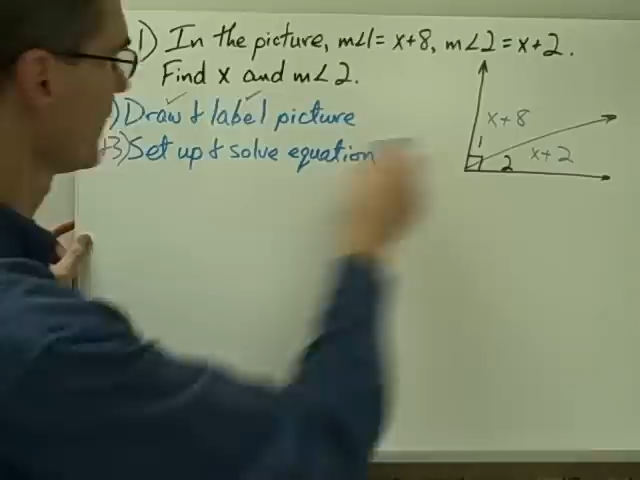 1) In the picture, m∠1 = x+8, m∠2 = x+2.
Find x and m∠2.
) Draw & label picture
3) Set up & solve equation
x+8
1
2
x+2